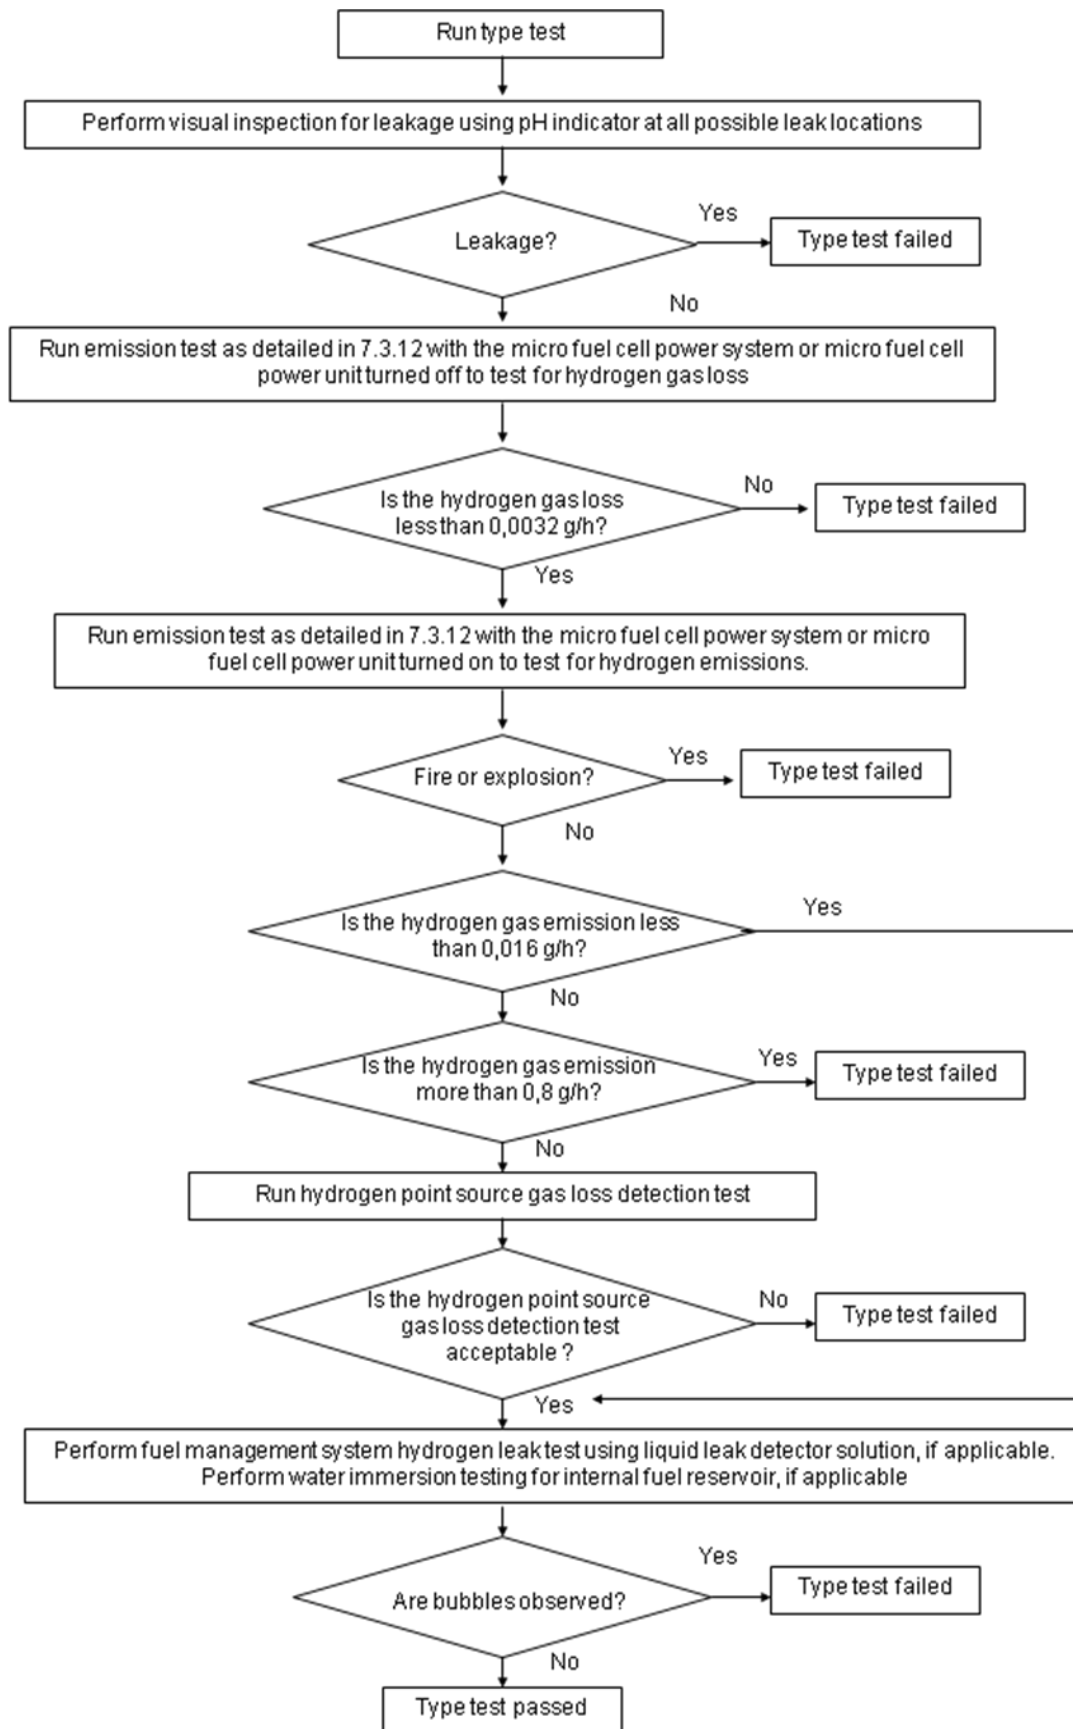 Run type test
Perform visual inspection for leakage using pH indicator at all possible leak locations
Yes
Leakage?
Type test failed
No
Run emission test as detailed in 7.3.12 with the micro fuel cell power system or micro fuel cell
power unit turned off to test for hydrogen gas loss
No
Is the hydrogen gas loss
less than 0,0032 g/h?
Type test failed
Yes
Run emission test as detailed in 7.3.12 with the micro fuel cell power system or micro
fuel cell power unit turned on to test for hydrogen emissions.
Yes
Fire or explosion?
Type test failed
No
Yes
Is the hydrogen gas emission less
than 0,016 g/h?
No
Yes
Is the hydrogen gas emission
more than 0,8 g/h?
Type test failed
No
Run hydrogen point source gas loss detection test
No
Is the hydrogen point source
gas loss detection test
acceptable ?
Type test failed
Yes
Perform fuel management system hydrogen leak test using liquid leak detector solution, if applicable.
Perform water immersion testing for internal fuel reservoir, if applicable
Yes
Are bubbles observed?
Type test failed
No
Type test passed